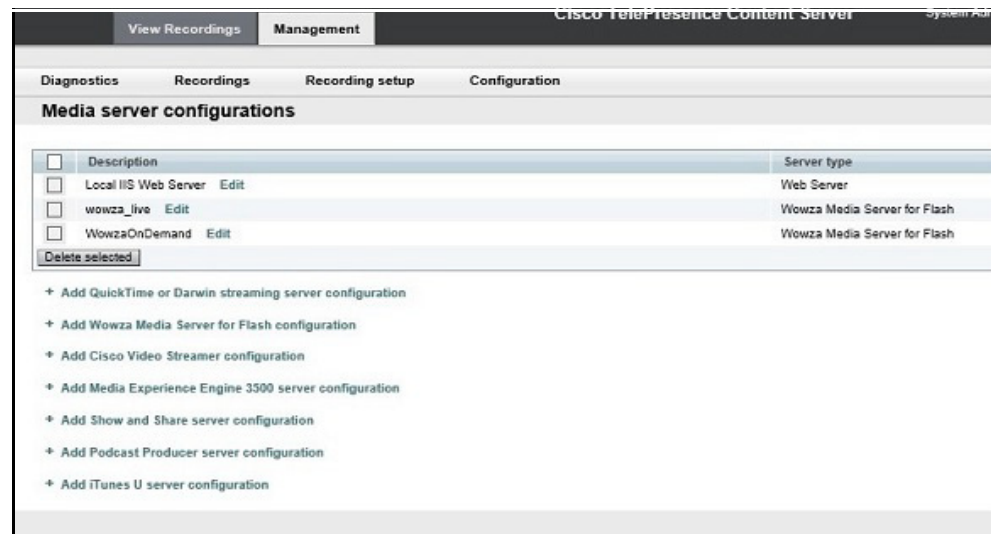 Cisco TelePresence Content Server
View Recordings Management
Diagnostics Recordings Recording setup Configuration
Media server configurations
Description Server type
Local IIS Web Server Edit Web Server
wowza_live Edit Wowza Media Server for Flash
WowzaOnDemand Edit Wowza Media Server for Flash
Delete selected
+ Add QuickTime or Darwin streaming server configuration
+ Add Wowza Media Server for Flash configuration
+ Add Cisco Video Streamer configuration
+ Add Media Experience Engine 3500 server configuration
+ Add Show and Share server configuration
+ Add Podcast Producer server configuration
+ Add iTunes U server configuration